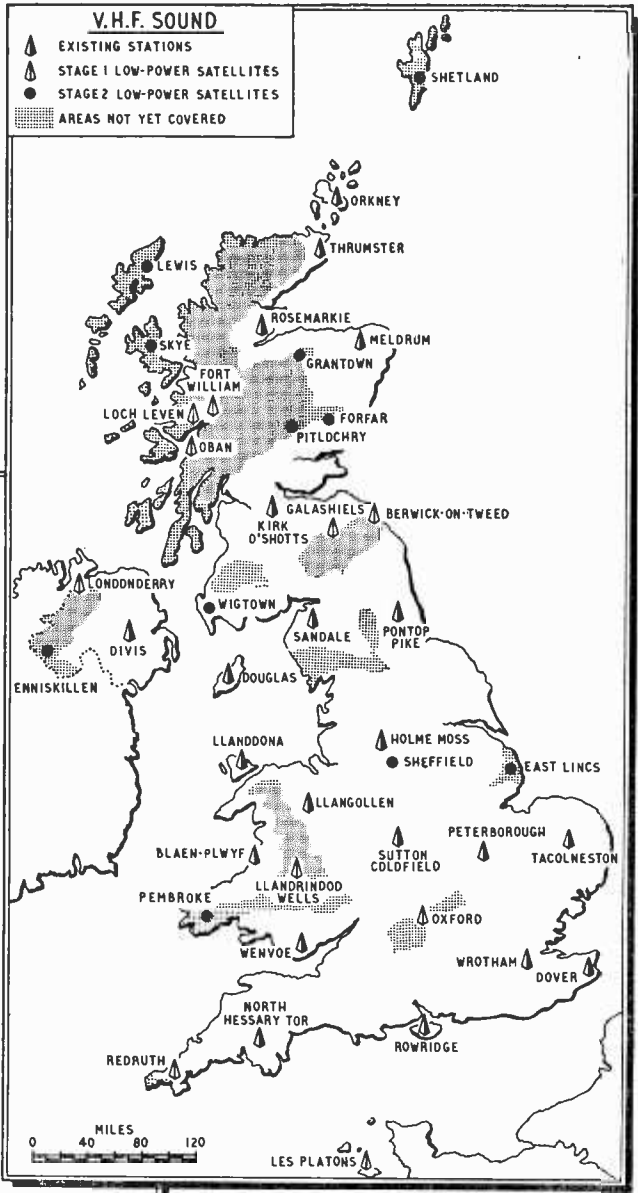 V.H.F. SOUND
EXISTING STATIONS
STAGE 1 LOW-POWER SATELLITES
STAGE 2 LOW-POWER SATELLITES
AREAS NOT YET COVERED
SHETLAND
ORKNEY
THRUMSTER
LEWIS
ROSEMARKIE
MELDRUM
SKYE
GRANTOWN
FORT
WILLIAM
LOCH LEVEN
FORFAR
PITLOCHRY
OBAN
KIRK
O'SHOTTS
GALASHIELS
BERWICK-ON-TWEED
LONDONDERRY
WIGTOWN
DIVIS
SANDALE
PONTOP
PIKE
ENNISKILLEN
DOUGLAS
LLANDDONA
HOLME MOSS
SHEFFIELD
EAST LINCS
LLANGOLLEN
BLAEN-PLWYF
SUTTON
COLDFIELD
PETERBOROUGH
TACOLNESTON
LLANDRINDOD
WELLS
PEMBROKE
OXFORD
WENVOE
WROTHAM
DOVER
NORTH
HESSARY TOR
ROWRIDGE
REDRUTH
MILES
0 40 80 120
LES PLATONS